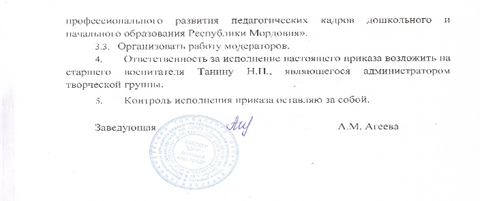 профессионального развития педагогических кадров дошкольного и
начального образования Республики Мордовия».
3.3. Организовать работу модераторов.
4. Ответственность за исполнение настоящего приказа возложить на
старшего воспитателя Танину Н.П., являющегося администратором
творческой группы.
5. Контроль исполнения приказа оставляю за собой.
Заведующая Л.М. Агеева